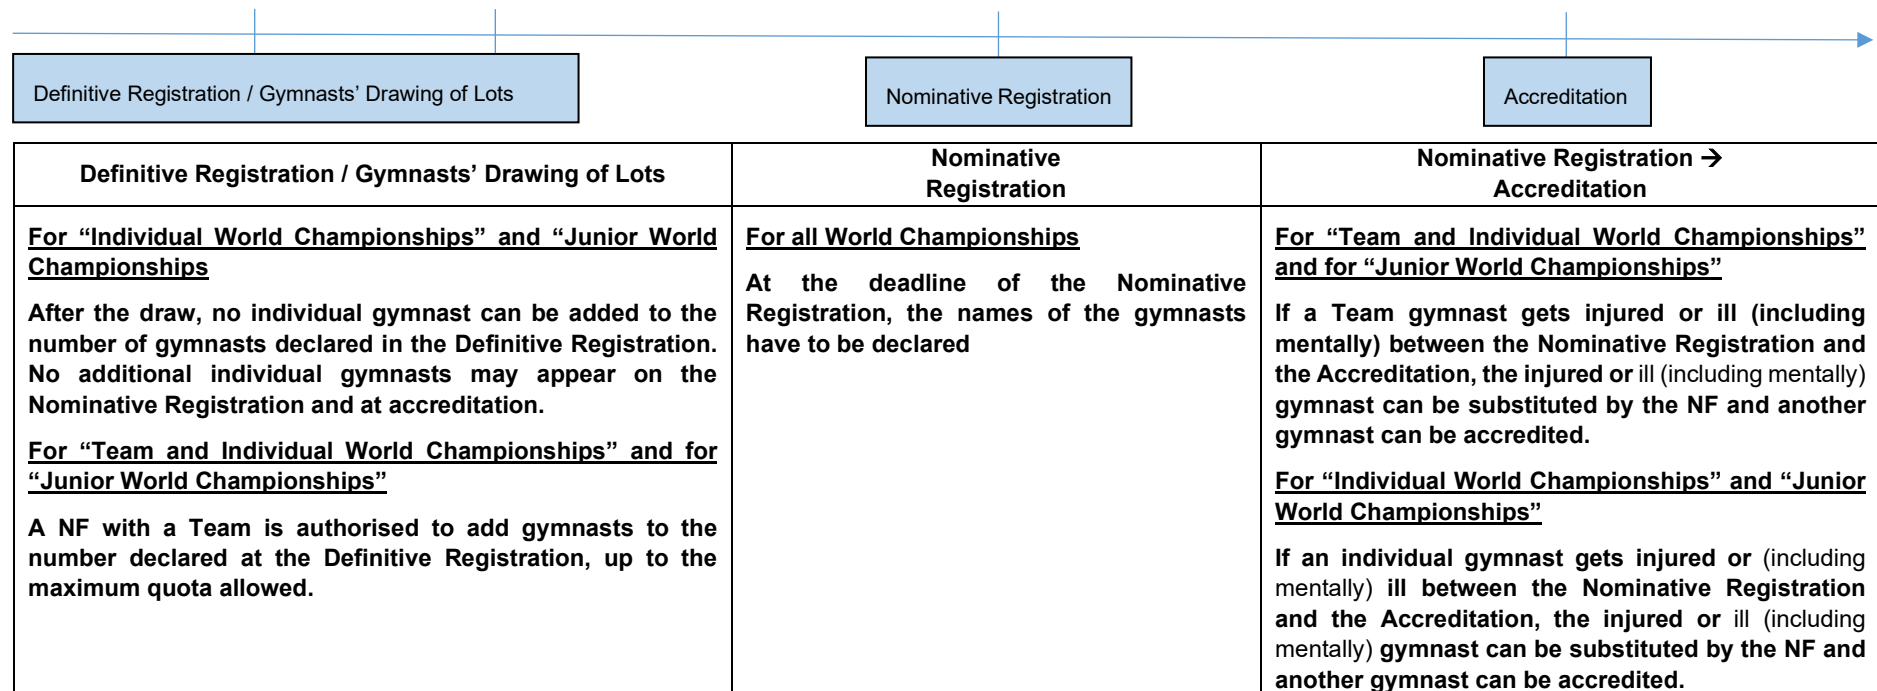 Definitive Registration / Gymnasts’ Drawing of Lots
Nominative Registration
Accreditation
Definitive Registration / Gymnasts’ Drawing of Lots
Nominative
Registration
Nominative Registration →
Accreditation
For “Individual World Championships” and “Junior World
Championships
After the draw, no individual gymnast can be added to the
number of gymnasts declared in the Definitive Registration.
No additional individual gymnasts may appear on the
Nominative Registration and at accreditation.
For “Team and Individual World Championships” and for
“Junior World Championships”
A NF with a Team is authorised to add gymnasts to the
number declared at the Definitive Registration, up to the
maximum quota allowed.
For all World Championships
At the deadline of the Nominative
Registration, the names of the gymnasts
have to be declared
For “Team and Individual World Championships”
and for “Junior World Championships”
If a Team gymnast gets injured or ill (including
mentally) between the Nominative Registration and
the Accreditation, the injured or ill (including mentally)
gymnast can be substituted by the NF and another
gymnast can be accredited.
For “Individual World Championships” and “Junior
World Championships”
If an individual gymnast gets injured or (including
mentally) ill between the Nominative Registration
and the Accreditation, the injured or ill (including
mentally) gymnast can be substituted by the NF and
another gymnast can be accredited.